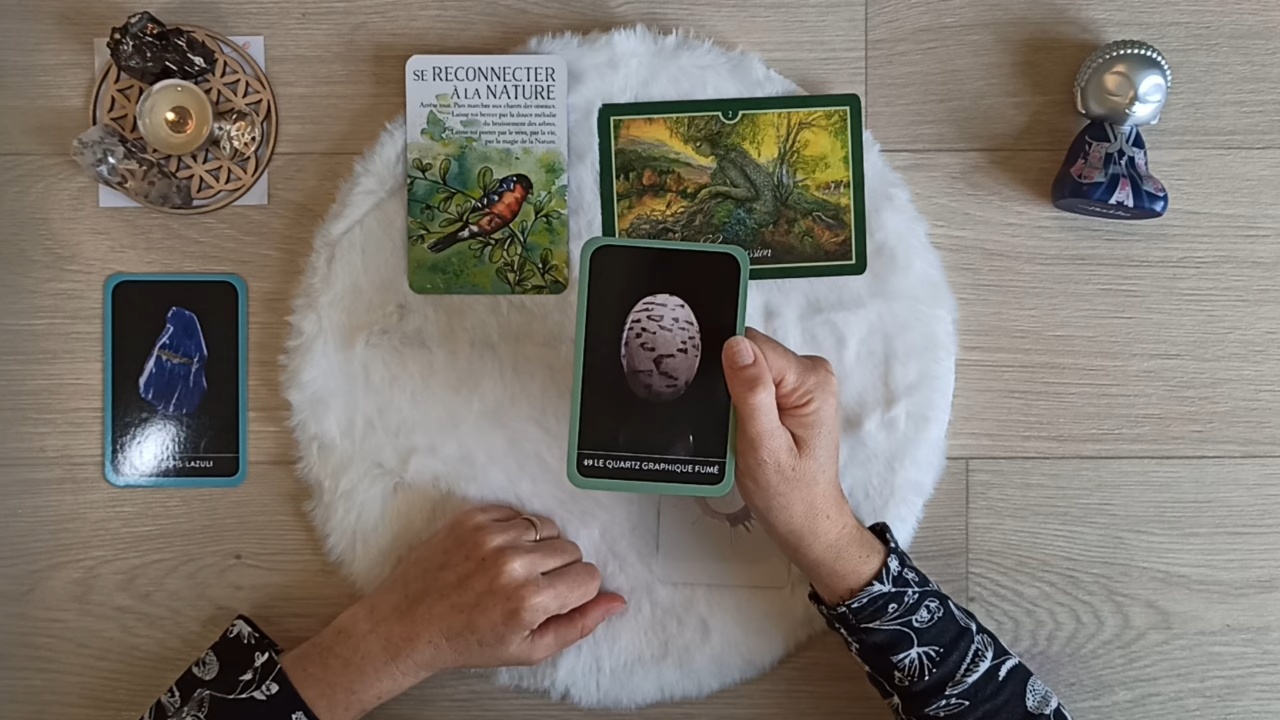 SE RECONNECTER
À LA NATURE
Arrête tout. Pars marcher aux chants des oiseaux.
Laisse toi bercer par la douce mélodie
du bruissement des arbres.
Laisse toi porter par le vent, par la vie,
par la magie de la Nature.
2
49 LE QUARTZ GRAPHIQUE FUMÉ
LAZULI